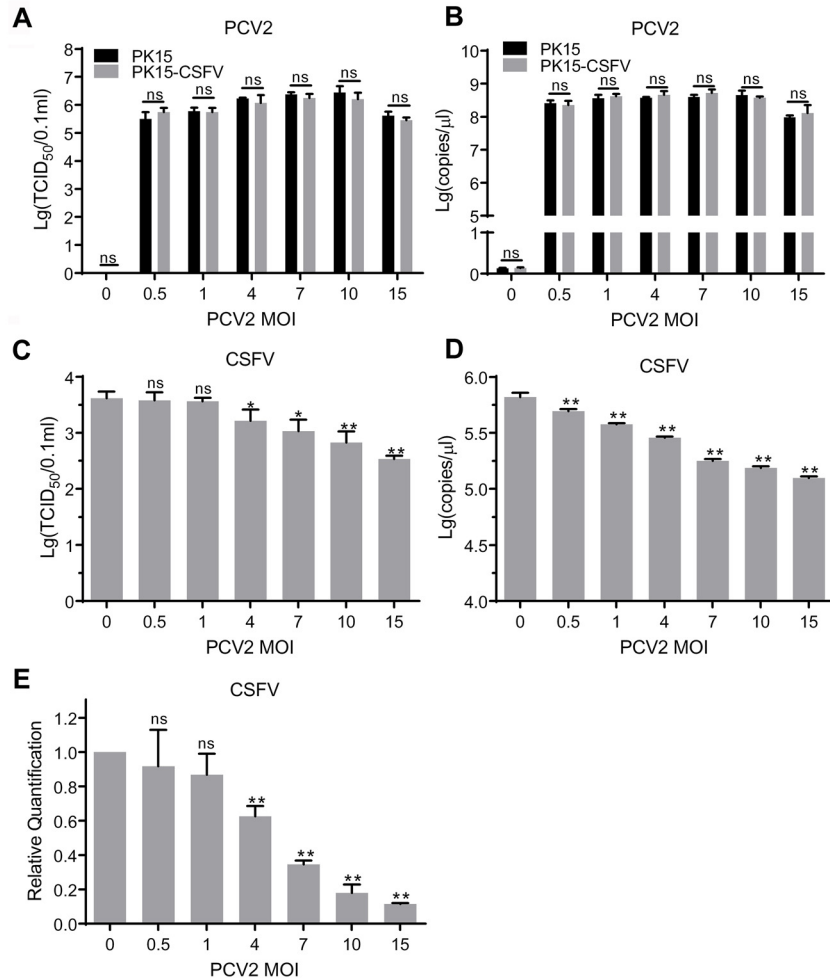 A
PCV2
PK15
PK15-CSFV
Lg(TCID50/0.1ml)
8
7
6
5
4
3
2
1
0
ns
ns
ns
ns
ns
ns
ns
0 0.5 1 4 7 10 15
PCV2 MOI
B
PCV2
PK15
PK15-CSFV
Lg(copies/μl)
10
9
8
7
6
5
1
0
ns
ns
ns
ns
ns
ns
ns
0 0.5 1 4 7 10 15
PCV2 MOI
C
CSFV
Lg(TCID50/0.1ml)
4
3
2
1
0
ns
ns
*
*
**
**
0 0.5 1 4 7 10 15
PCV2 MOI
D
CSFV
Lg(copies/μl)
6.0
5.5
5.0
4.5
4.0
**
**
**
**
**
**
0 0.5 1 4 7 10 15
PCV2 MOI
E
CSFV
Relative Quantification
1.2
1.0
0.8
0.6
0.4
0.2
0.0
ns
ns
**
**
**
**
0 0.5 1 4 7 10 15
PCV2 MOI